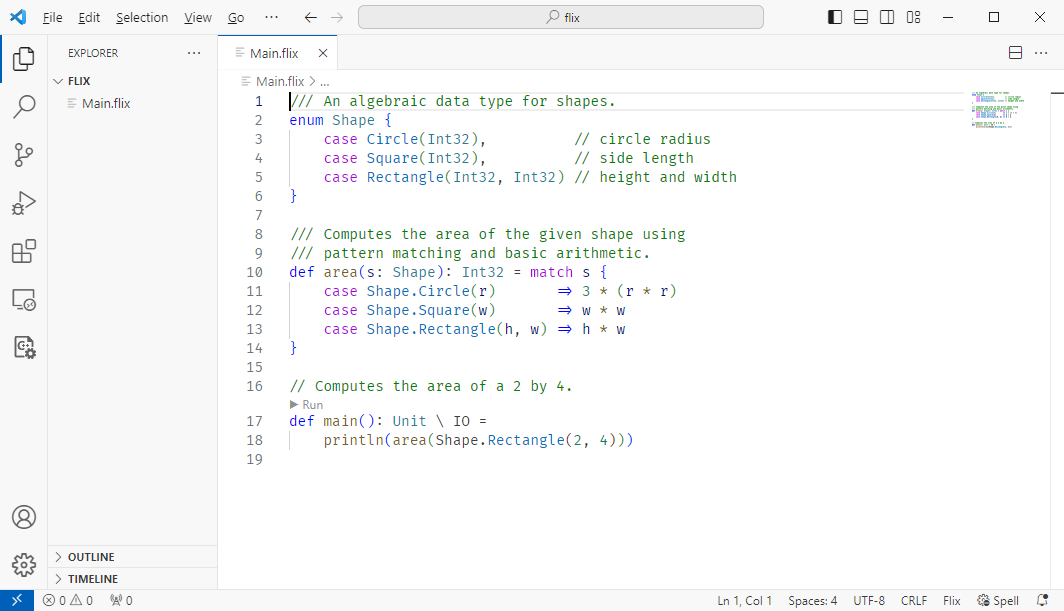 File Edit Selection View Go ··· flix
EXPLORER ···
FLIX
Main.flix
Main.flix
Main.flix > ...
1 /// An algebraic data type for shapes.
2 enum Shape {
3 case Circle(Int32), // circle radius
4 case Square(Int32), // side length
5 case Rectangle(Int32, Int32) // height and width
6 }
7
8 /// Computes the area of the given shape using
9 /// pattern matching and basic arithmetic.
10 def area(s: Shape): Int32 = match s {
11 case Shape.Circle(r) => 3 * (r * r)
12 case Shape.Square(w) => w * w
13 case Shape.Rectangle(h, w) => h * w
14 }
15
16 // Computes the area of a 2 by 4.
Run
17 def main(): Unit \ IO =
18 println(area(Shape.Rectangle(2, 4)))
19
OUTLINE
TIMELINE
0 0 0 Ln 1, Col 1 Spaces: 4 UTF-8 CRLF Flix Spell